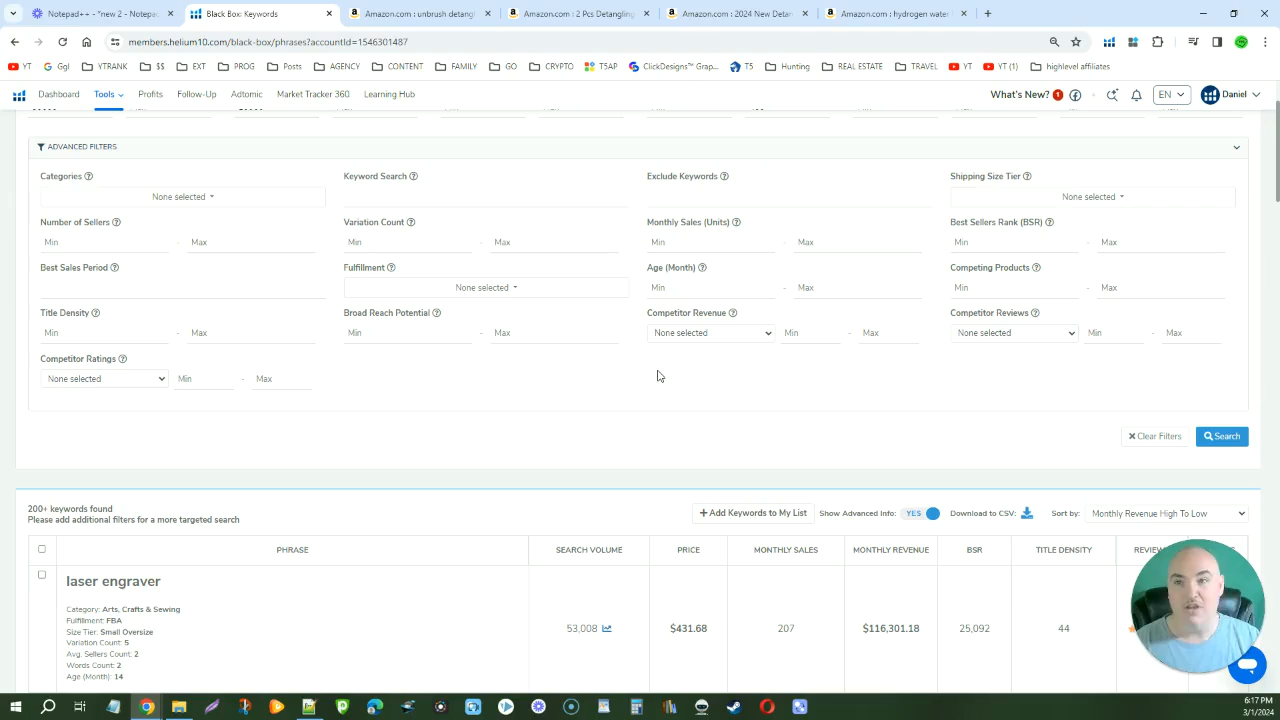 *new 2 - Notepad++ - *new 2 - Notepac
Black Box: Keywords
Amazon.com : unbrush detangl
Amazon.com : 2 Pcs Detangling
Amazon.com : 2024 New Detan
Amazon.com : hydrogen water
members.helium10.com/black-box/phrases?accountId=1546301487
YT
Ggl
YTRANK
$$
EXT
PROG
Posts
AGENCY
CONTENT
FAMILY
GO
CRYPTO
T5AP
ClickDesigns™ Grap...
T5
Hunting
REAL ESTATE
TRAVEL
YT
YT (1)
highlevel affiliates
Dashboard
Tools
Profits
Follow-Up
Adtomic
Market Tracker 360
Learning Hub
What's New? 1
EN
Daniel
ADVANCED FILTERS
Categories
Keyword Search
Exclude Keywords
Shipping Size Tier
None selected
None selected
Number of Sellers
Variation Count
Monthly Sales (Units)
Best Sellers Rank (BSR)
Min - Max
Min - Max
Min - Max
Min - Max
Best Sales Period
Fulfillment
Age (Month)
Competing Products
None selected
Min - Max
Min - Max
Title Density
Broad Reach Potential
Competitor Revenue
Competitor Reviews
Min - Max
Min - Max
None selected Min - Max
None selected Min - Max
Competitor Ratings
None selected Min - Max
Clear Filters
Search
200+ keywords found
Please add additional filters for a more targeted search
+ Add Keywords to My List
Show Advanced Info: YES
Download to CSV:
Sort by: Monthly Revenue High To Low
PHRASE
SEARCH VOLUME
PRICE
MONTHLY SALES
MONTHLY REVENUE
BSR
TITLE DENSITY
laser engraver
Category: Arts, Crafts & Sewing
Fulfillment: FBA
Size Tier: Small Oversize
Variation Count: 5
Avg. Sellers Count: 2
Words Count: 2
Age (Month): 14
53,008
$431.68
207
$116,301.18
25,092
44
6:17 PM
3/1/2024